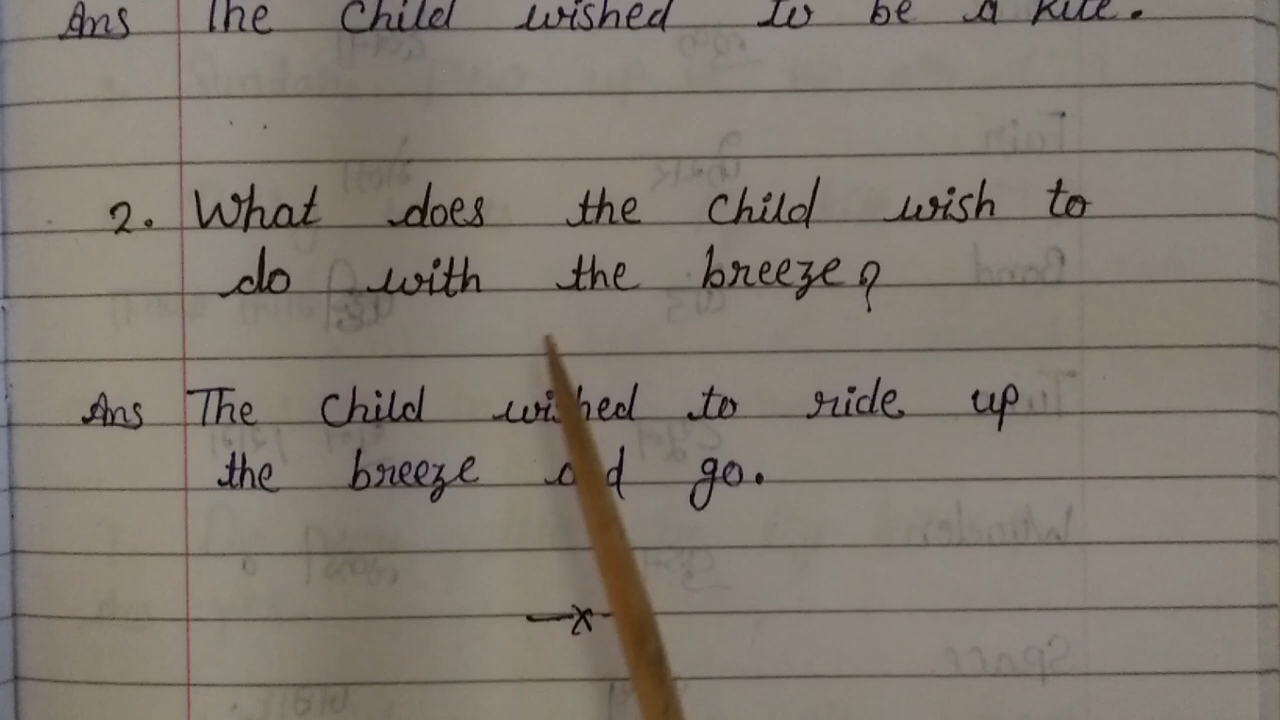 Ans The Child wished to be a kite.
2. What does the child wish to
do with the breeze?
Ans The child wished to ride up
the breeze and go.
—x—